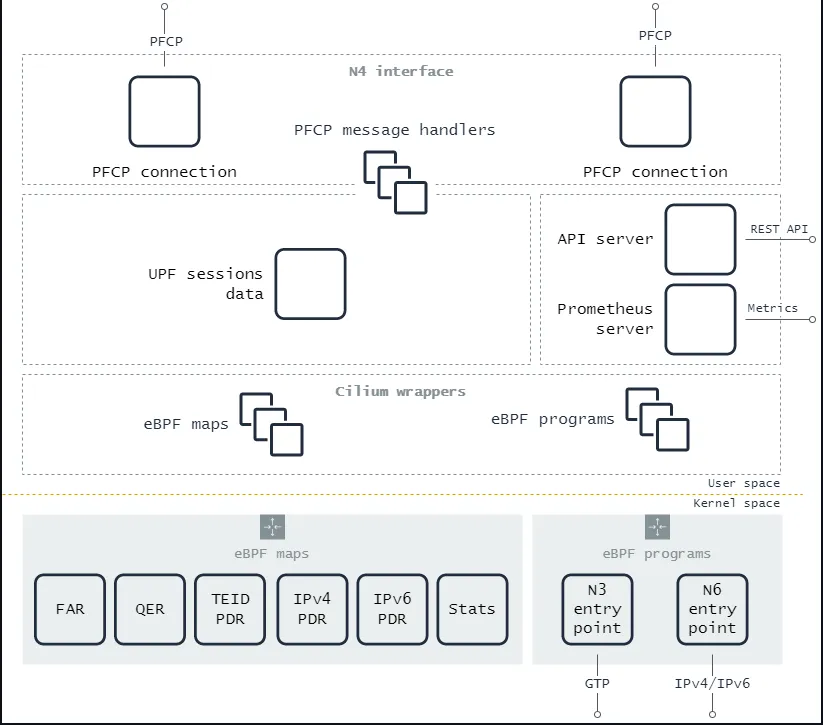 PFCP
PFCP
N4 interface
PFCP message handlers
PFCP connection
PFCP connection
UPF sessions
data
API server
REST API
Prometheus
server
Metrics
Cilium wrappers
eBPF maps
eBPF programs
User space
Kernel space
eBPF maps
eBPF programs
FAR
QER
TEID
PDR
IPv4
PDR
IPv6
PDR
Stats
N3
entry
point
N6
entry
point
GTP
IPv4/IPv6